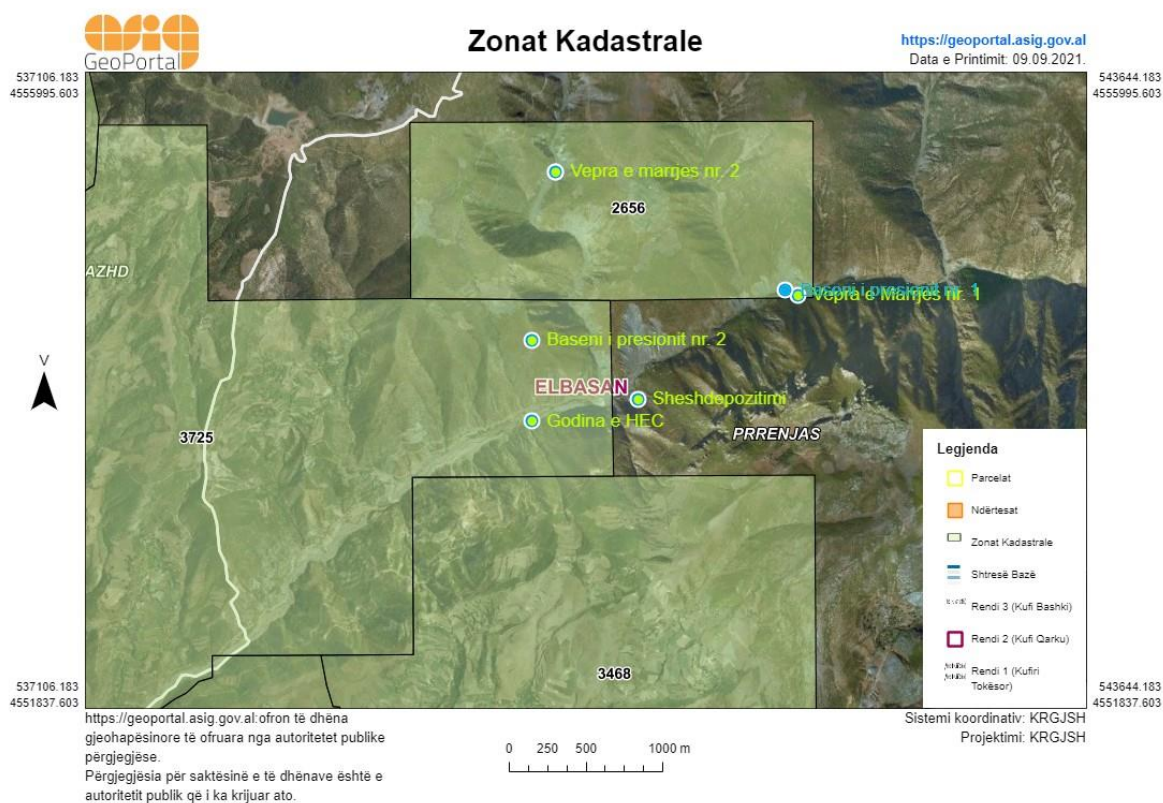 asig
GeoPortal
Zonat Kadastrale
https://geoportal.asig.gov.al
Data e Printimit: 09.09.2021.
537106.183
4555995.603
543644.183
4555995.603
Vepra e marrjes nr. 2
2656
AZHD
Baseni i presionit nr. 1
Vepra e Marrjes nr. 1
Baseni i presionit nr. 2
ELBASAN
Sheshdepozitimi
Godina e HEC
3725
PRRENJAS
V
Legjenda
Parcelat
Ndërtesat
Zonat Kadastrale
Shtresë Bazë
Rendi 3 (Kufi Bashki)
Rendi 2 (Kufi Qarku)
Rendi 1 (Kufiri
Tokësor)
3468
537106.183
4551837.603
543644.183
4551837.603
https://geoportal.asig.gov.al:ofron të dhëna
gjeohapësinore të ofruara nga autoritetet publike
përgjegjëse.
Përgjegjësia për saktësinë e të dhënave është e
autoritetit publik që i ka krijuar ato.
0 250 500 1000 m
Sistemi koordinativ: KRGJSH
Projektimi: KRGJSH